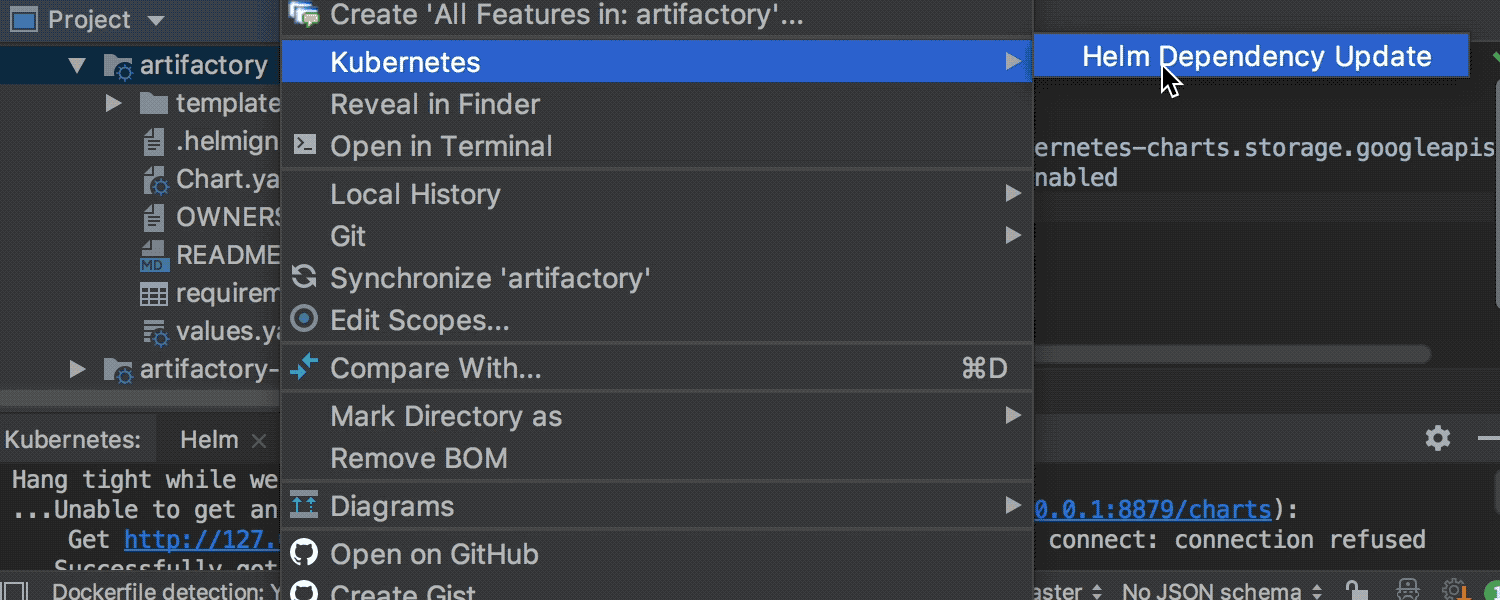 Project
artifactory
template
.helmign
Chart.ya
OWNERS
MD README
requirem
values.ya
artifactory-
Create 'All Features in: artifactory'...
Kubernetes
Helm Dependency Update
Reveal in Finder
Open in Terminal
Local History
Git
Synchronize 'artifactory'
Edit Scopes...
Compare With... ⌘D
Mark Directory as
Remove BOM
Diagrams
Open on GitHub
Create Gist
ernetes-charts.storage.googleapis
nabled
Kubernetes: Helm ×
Hang tight while we
...Unable to get an 0.0.1:8879/charts):
Get http://127. connect: connection refused
Successfully got
Dockerfile detection: Y aster No JSON schema 1